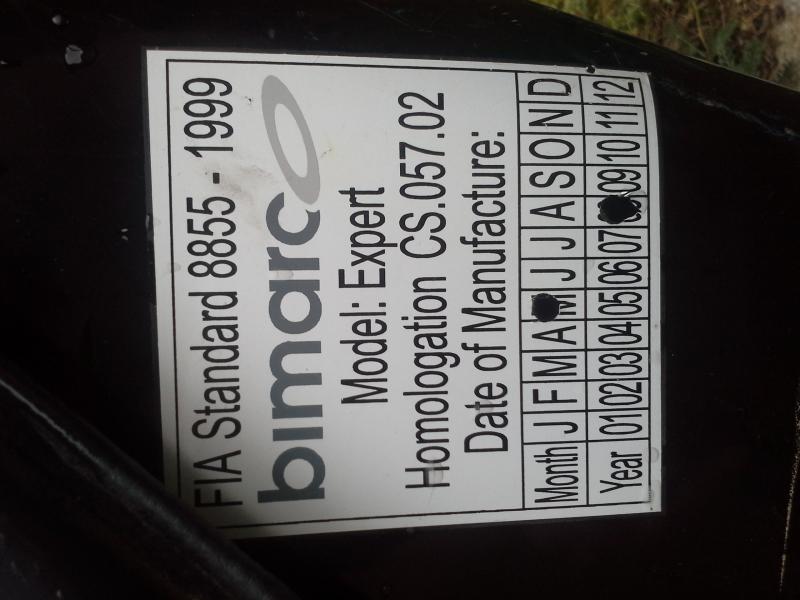 FIA Standard 8855 - 1999
bimarco
Model: Expert
Homologation CS.057.02
Date of Manufacture:
Month J F M A M J J A S O N D
Year 01 02 03 04 05 06 07 09 10 11 12